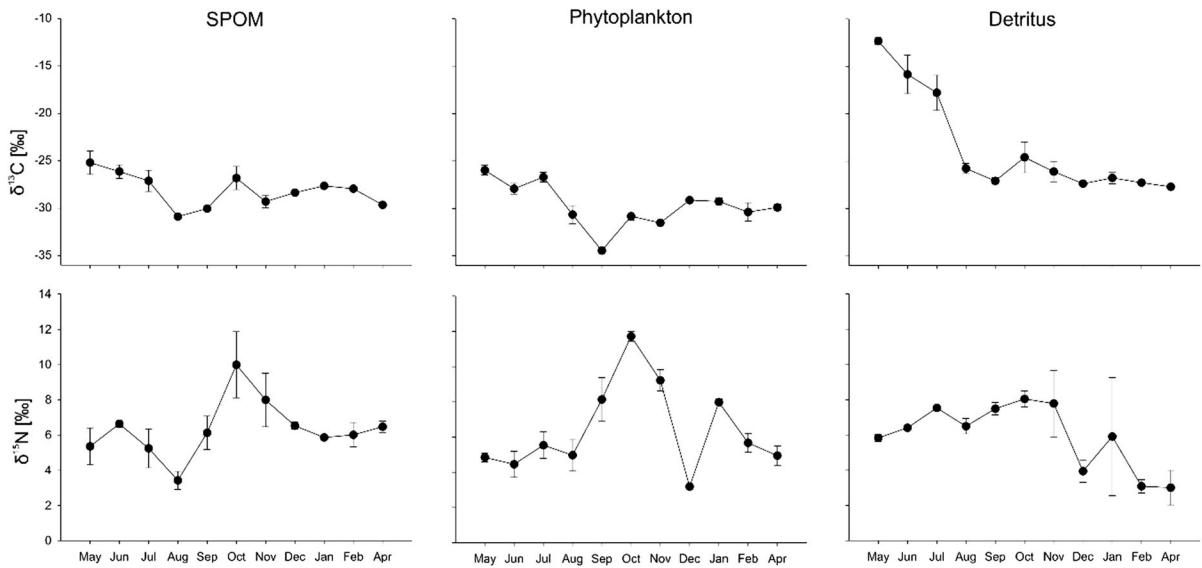 SPOM Phytoplankton Detritus
δ¹³C [‰]
-10
-15
-20
-25
-30
-35
δ¹⁵N [‰]
14
12
10
8
6
4
2
0
May Jun Jul Aug Sep Oct Nov Dec Jan Feb Apr
May Jun Jul Aug Sep Oct Nov Dec Jan Feb Apr
May Jun Jul Aug Sep Oct Nov Dec Jan Feb Apr